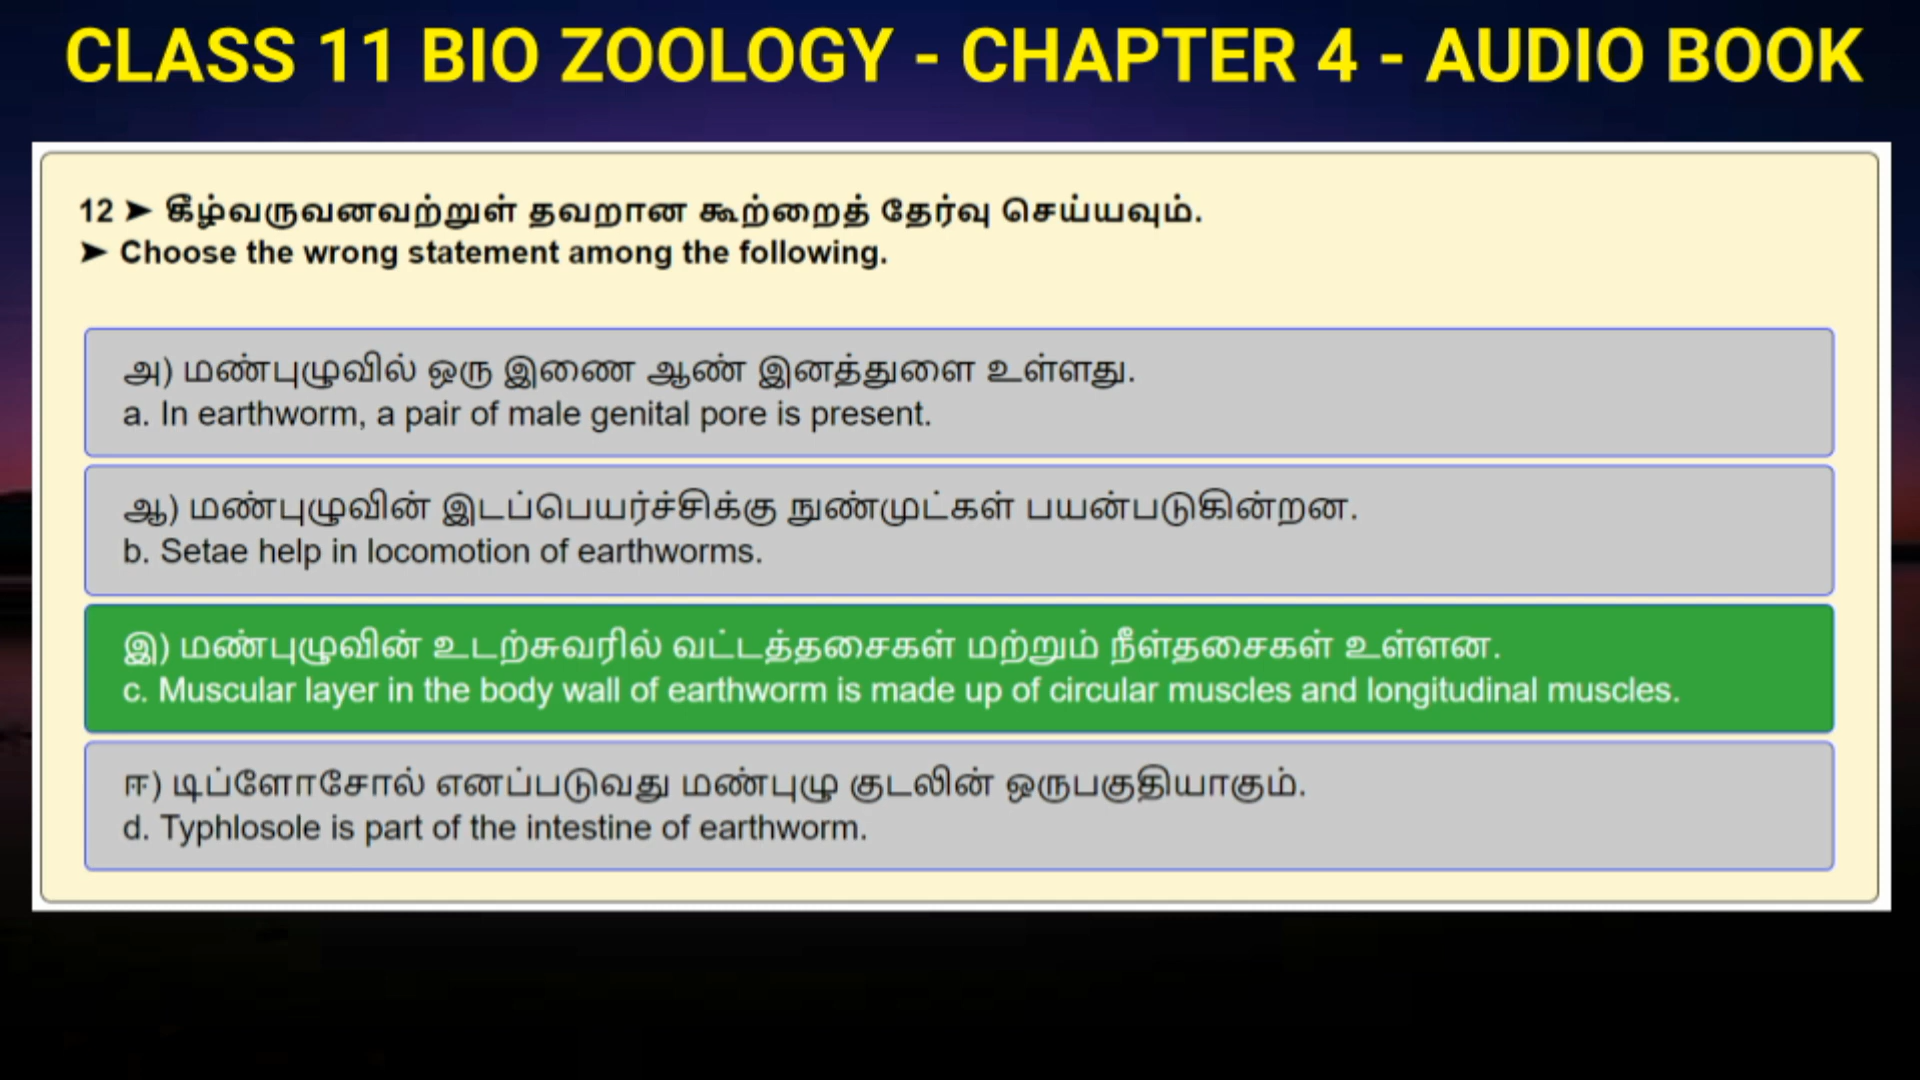 CLASS 11 BIO ZOOLOGY - CHAPTER 4 - AUDIO BOOK
12 ➤ கீழ்வருவனவற்றுள் தவறான கூற்றைத் தேர்வு செய்யவும்.
➤ Choose the wrong statement among the following.
அ) மண்புழுவில் ஒரு இணை ஆண் இனத்துளை உள்ளது.
a. In earthworm, a pair of male genital pore is present.
ஆ) மண்புழுவின் இடப்பெயர்ச்சிக்கு நுண்முட்கள் பயன்படுகின்றன.
b. Setae help in locomotion of earthworms.
இ) மண்புழுவின் உடற்சுவரில் வட்டத்தசைகள் மற்றும் நீள்தசைகள் உள்ளன.
c. Muscular layer in the body wall of earthworm is made up of circular muscles and longitudinal muscles.
ஈ) டிப்ளோசோல் எனப்படுவது மண்புழு குடலின் ஒருபகுதியாகும்.
d. Typhlosole is part of the intestine of earthworm.